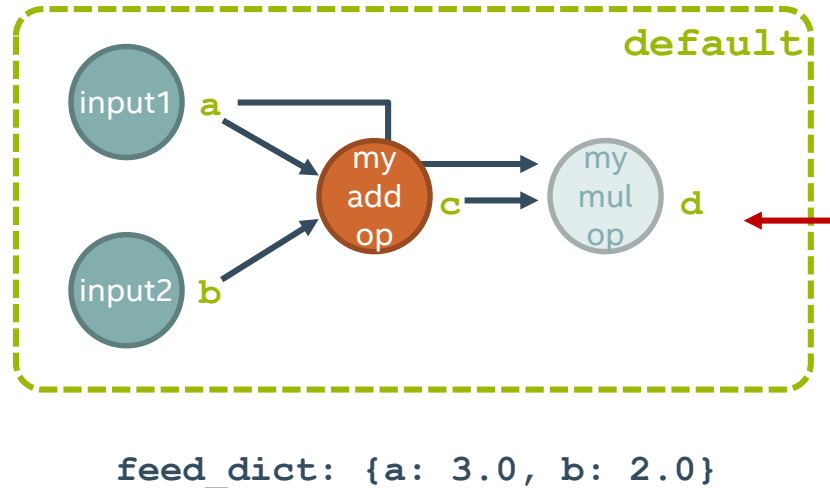 default
input1
a
my
add
op
c
my
mul
op
d
input2
b
feed_dict: {a: 3.0, b: 2.0}